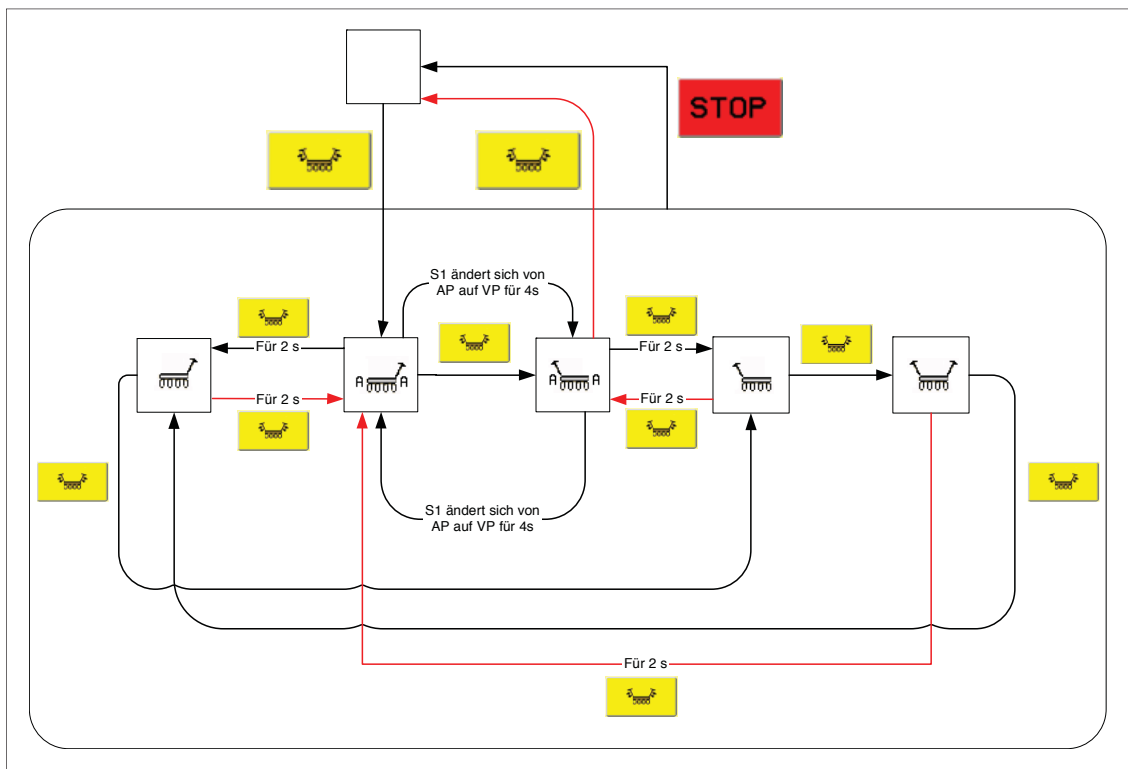 STOP
S1 ändert sich von
AP auf VP für 4s
Für 2 s
Für 2 s
A A
A A
Für 2 s
Für 2 s
S1 ändert sich von
AP auf VP für 4s
Für 2 s